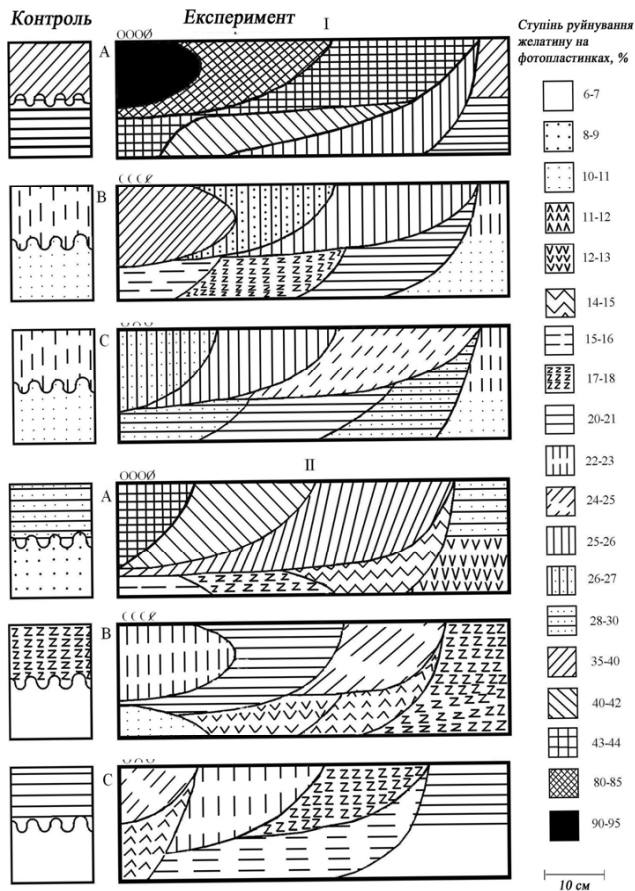 Контроль
Експеримент
I
Ступінь руйнування
желатину на
фотопластинках, %
A
B
C
II
A
B
C
6-7
8-9
10-11
11-12
12-13
14-15
15-16
17-18
20-21
22-23
24-25
25-26
26-27
28-30
35-40
40-42
43-44
80-85
90-95
10 см